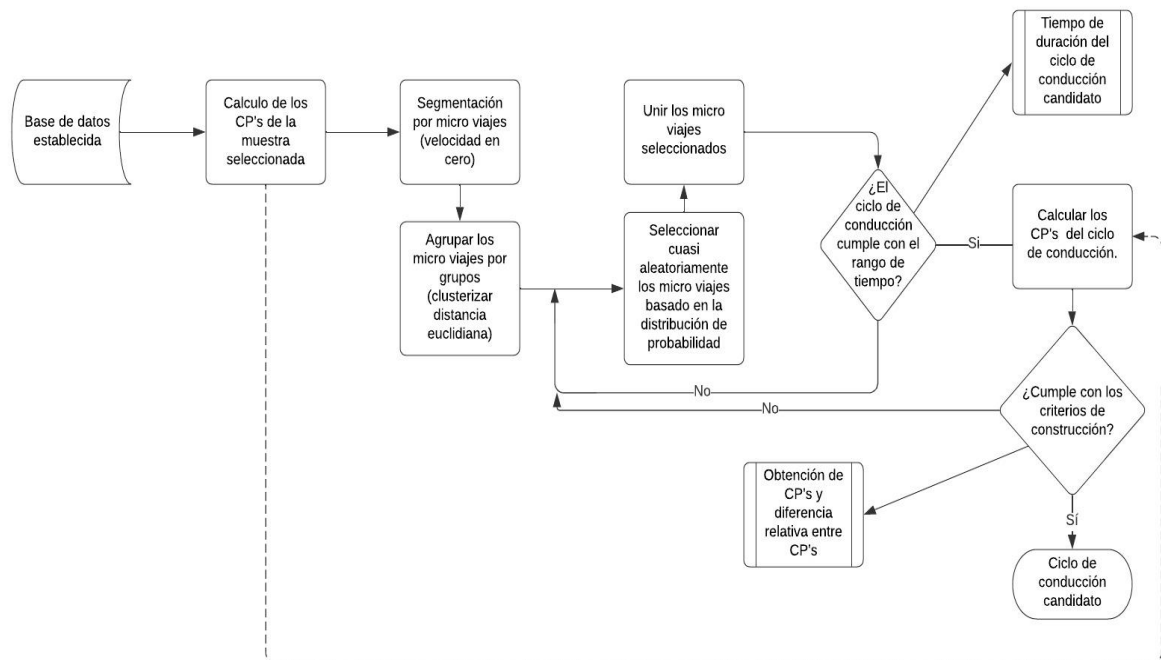 Base de datos
establecida
Calculo de los
CP's de la
muestra
seleccionada
Segmentación
por micro viajes
(velocidad en
cero)
Agrupar los
micro viajes por
grupos
(clusterizar
distancia
euclidiana)
Seleccionar
cuasi
aleatoriamente
los micro viajes
basado en la
distribución de
probabilidad
Unir los micro
viajes
seleccionados
¿El
ciclo de
conducción
cumple con el
rango de
tiempo?
Tiempo de
duración del
ciclo de
conducción
candidato
Si
No
Calcular los
CP's del ciclo
de conducción.
¿Cumple con los
criterios de
construcción?
No
Obtención de
CP's y
diferencia
relativa entre
CP's
Sí
Ciclo de
conducción
candidato